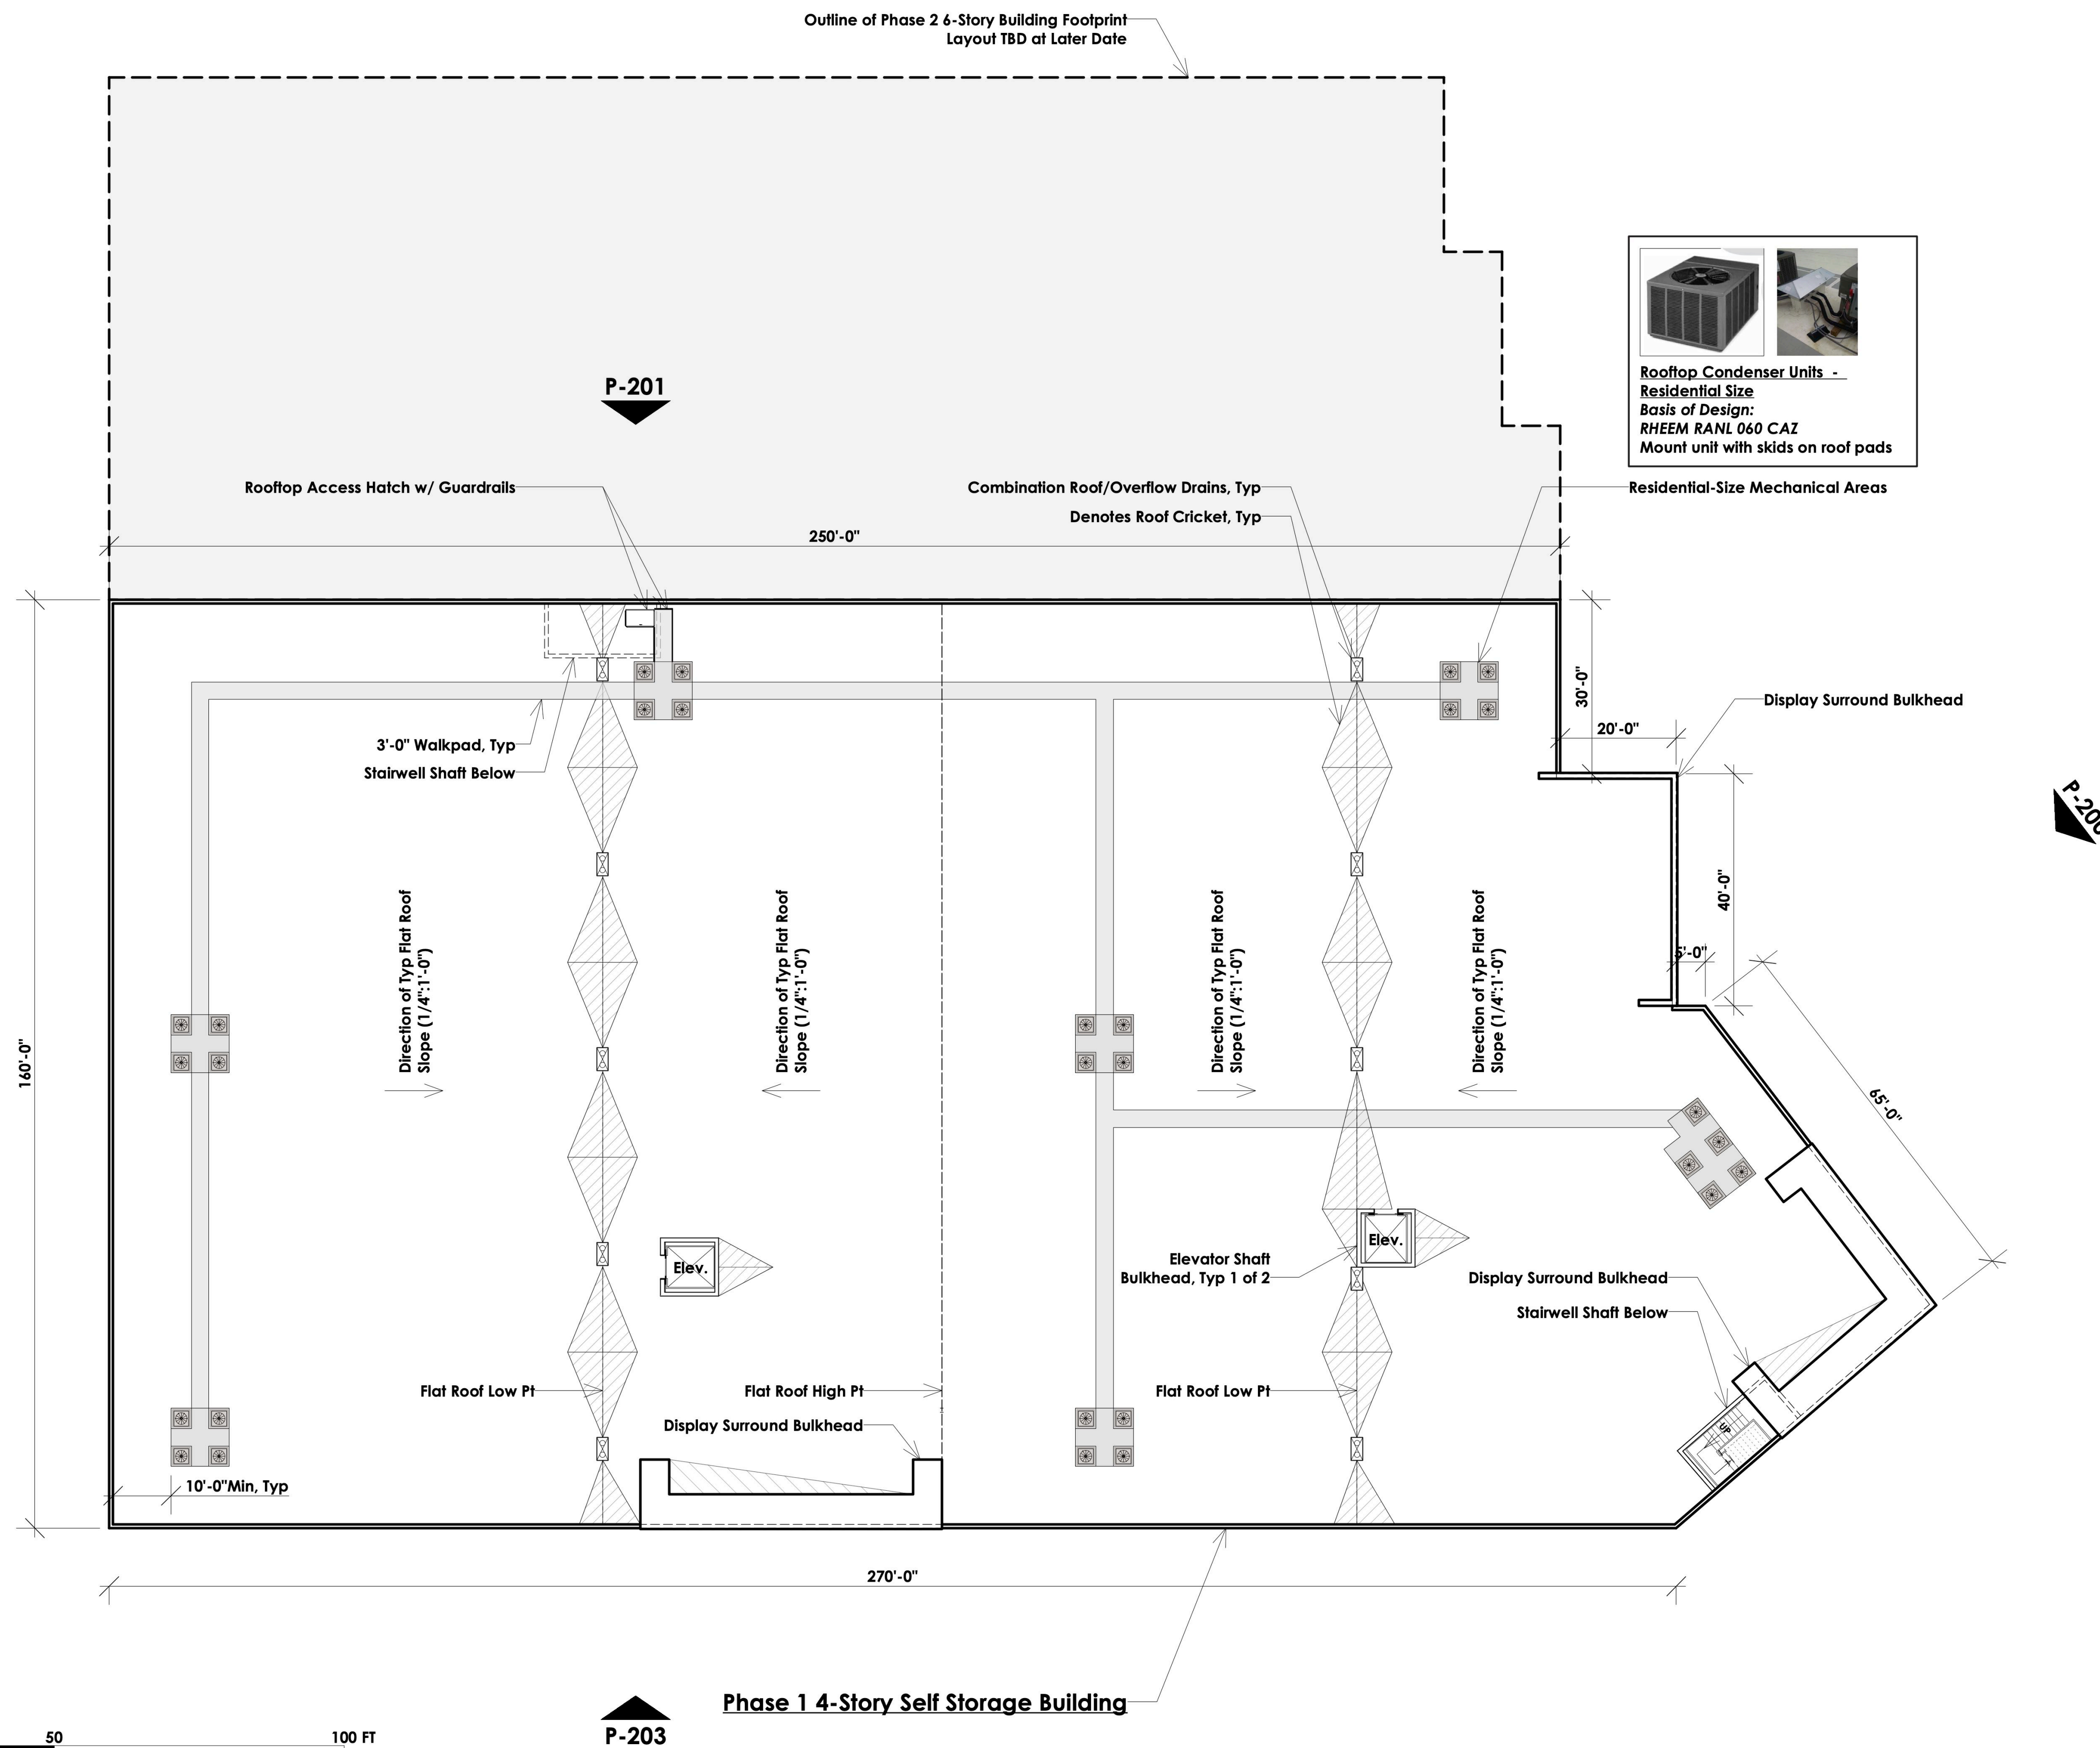 Outline of Phase 2 6-Story Building Footprint
Layout TBD at Later Date
P-201
Rooftop Condenser Units -
Residential Size
Basis of Design:
RHEEM RANL 060 CAZ
Mount unit with skids on roof pads
Rooftop Access Hatch w/ Guardrails
Combination Roof/Overflow Drains, Typ
Residential-Size Mechanical Areas
Denotes Roof Cricket, Typ
250'-0"
30'-0"
Display Surround Bulkhead
20'-0"
3'-0" Walkpad, Typ
Stairwell Shaft Below
P-200
40'-0"
5'-0"
Direction of Typ Flat Roof
Slope (1/4":1'-0")
Direction of Typ Flat Roof
Slope (1/4":1'-0")
Direction of Typ Flat Roof
Slope (1/4":1'-0")
Direction of Typ Flat Roof
Slope (1/4":1'-0")
160'-0"
65'-0"
Elev.
Elev.
Elevator Shaft
Bulkhead, Typ 1 of 2
Display Surround Bulkhead
Stairwell Shaft Below
Flat Roof Low Pt
Flat Roof High Pt
Flat Roof Low Pt
Display Surround Bulkhead
UP
10'-0"Min, Typ
270'-0"
Phase 1 4-Story Self Storage Building
P-203
50
100 FT